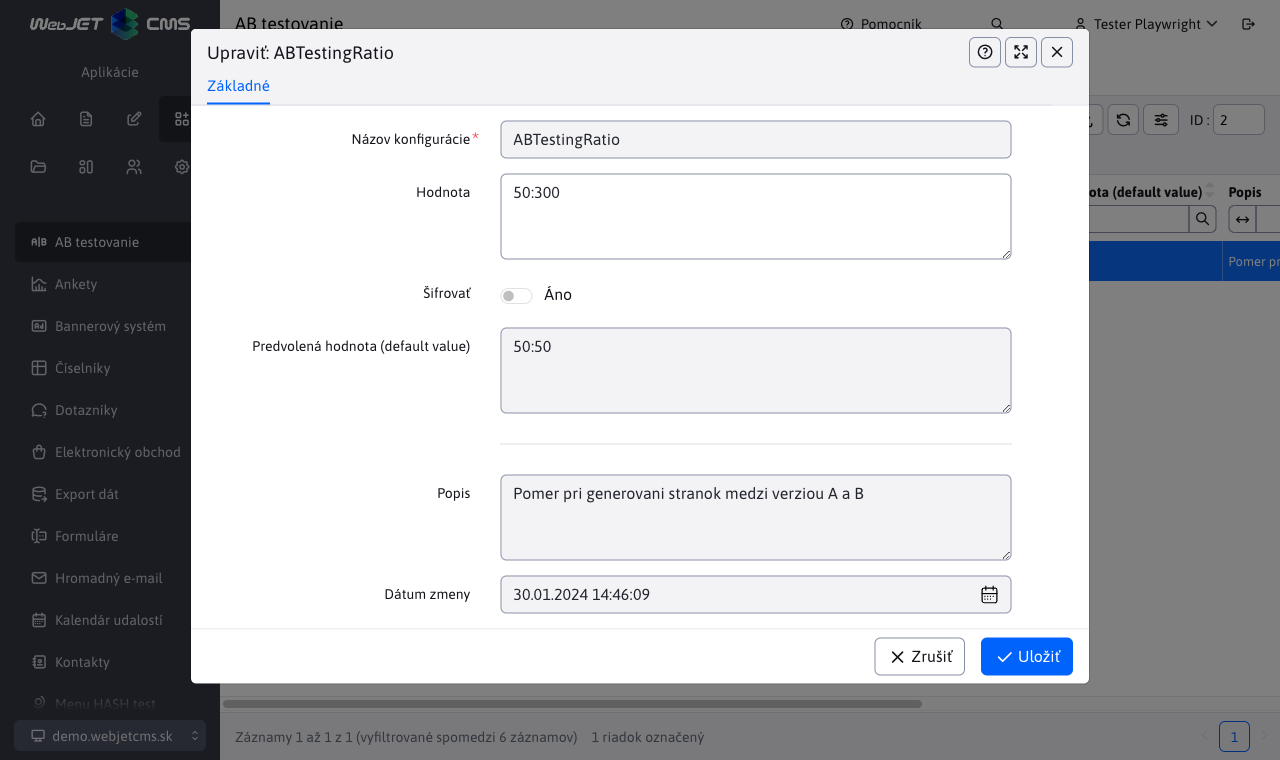 WebJET CMS
AB testovanie
Pomocník
Tester Playwright
Aplikácie
Upraviť: ABTestingRatio
Základné
ID : 2
Názov konfigurácie*
ABTestingRatio
Hodnota
50:300
ota (default value)
Popis
Šifrovať
Áno
Pomer pr
Predvolená hodnota (default value)
50:50
Popis
Pomer pri generovani stranok medzi verziou A a B
Dátum zmeny
30.01.2024 14:46:09
Zrušiť
Uložiť
AB testovanie
Ankety
Bannerový systém
Číselníky
Dotazníky
Elektronický obchod
Export dát
Formuláre
Hromadný e-mail
Kalendár udalostí
Kontakty
Menu HASH test
demo.webjetcms.sk
Záznamy 1 až 1 z 1 (vyfiltrované spomedzi 6 záznamov)
1 riadok označený
1